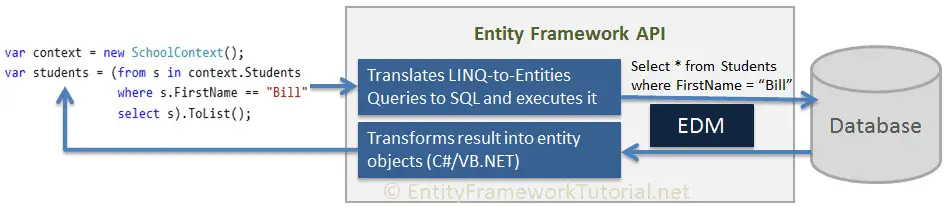 var context = new SchoolContext();
var students = (from s in context.Students
where s.FirstName == "Bill"
select s).ToList();
Entity Framework API
Translates LINQ-to-Entities
Queries to SQL and executes it
Select * from Students
where FirstName = “Bill”
Transforms result into entity
objects (C#/VB.NET)
EDM
Database
© EntityFrameworkTutorial.net